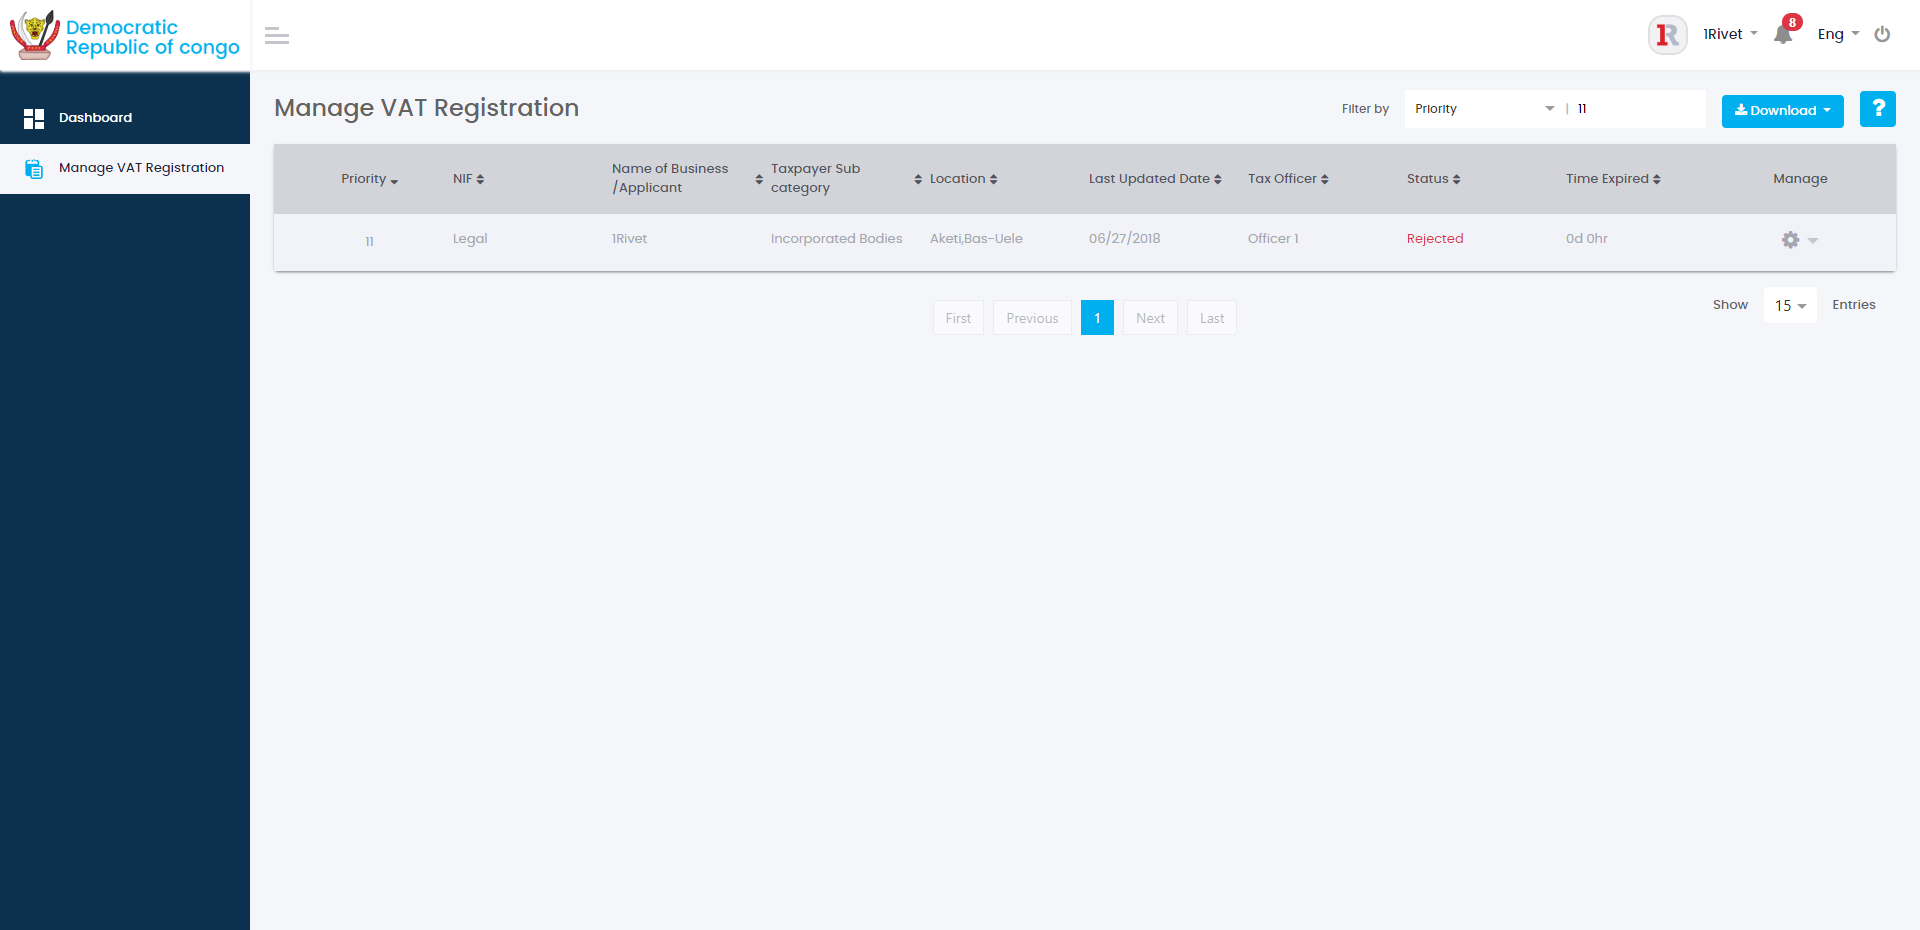 Democratic
Republic of congo
1R
1Rivet
8
Eng
Dashboard
Manage VAT Registration
Manage VAT Registration
Filter by
Priority
|
11
Download
?
Priority
NIF
Name of Business
/Applicant
Taxpayer Sub
category
Location
Last Updated Date
Tax Officer
Status
Time Expired
Manage
11
Legal
1Rivet
Incorporated Bodies
Aketi,Bas-Uele
06/27/2018
Officer 1
Rejected
0d 0hr
First
Previous
1
Next
Last
Show
15
Entries